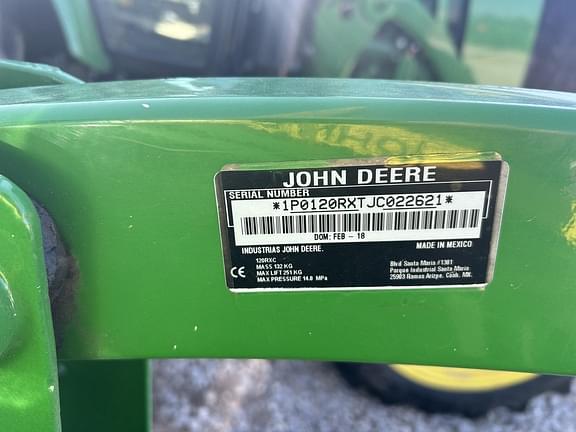 JOHN DEERE
SERIAL NUMBER
*1P0120RXTJC022621*
DOM: FEB - 18
INDUSTRIAS JOHN DEERE.
MADE IN MEXICO
120RXC
MASS 132 KG
MAX LIFT 251 KG
MAX PRESSURE 14.8 MPa
CE
Blvd Santa Maria #1381
Parque Industrial Santa Maria
25903 Ramos Arizpe. Coah. MX.